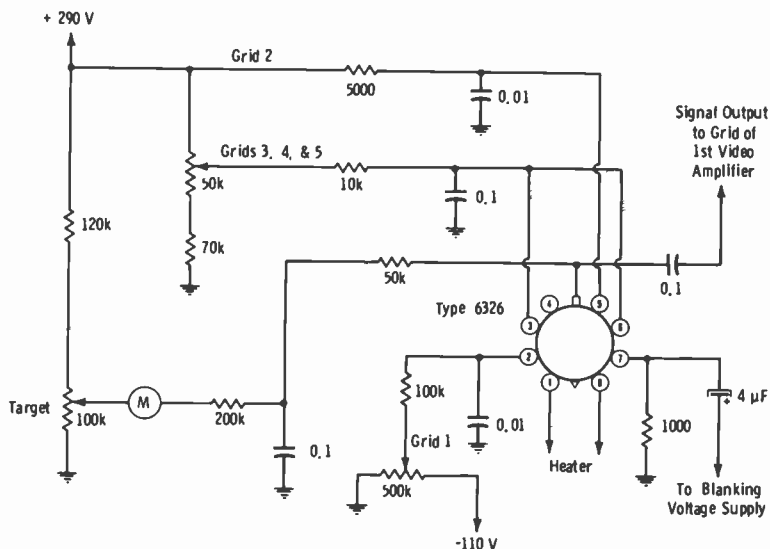 + 290 V
Grid 2
5000
0.01
Signal Output
to Grid of
1st Video
Amplifier
Grids 3, 4, & 5
50k
10k
0.1
120k
70k
50k
0.1
Type 6326
4
5
3
6
2
7
1
8
Target
100k
M
200k
0.1
100k
0.01
Grid 1
500k
-110 V
Heater
1000
+
4 µF
To Blanking
Voltage Supply